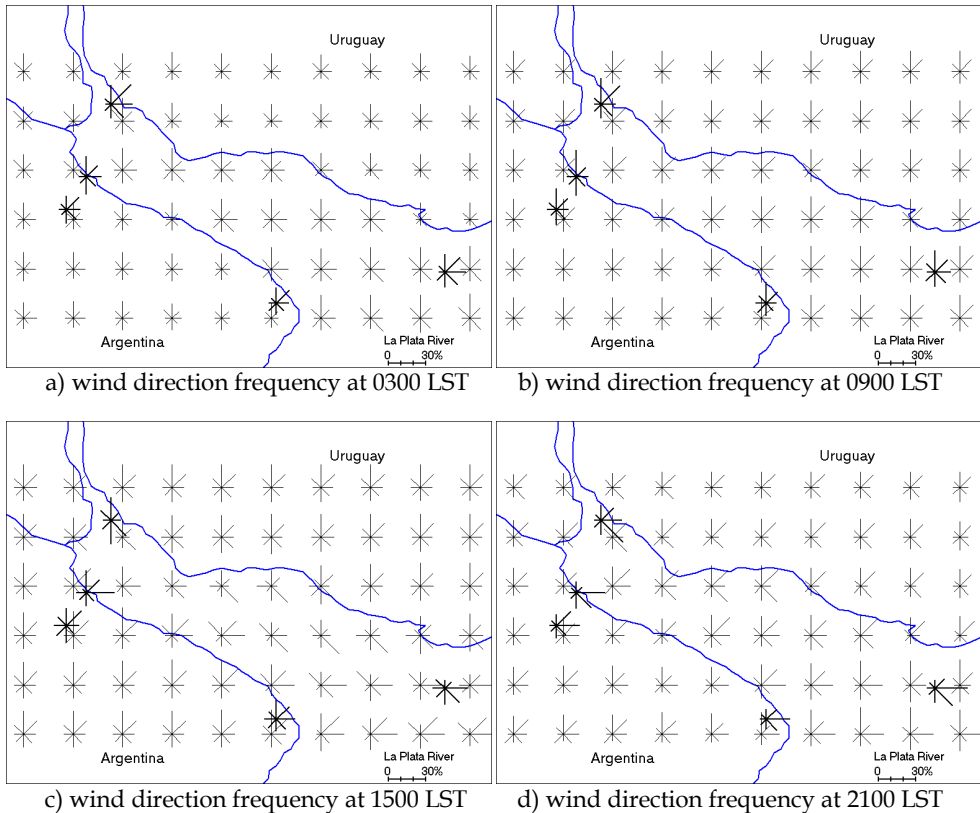 Uruguay
Argentina
La Plata River
0 30%
a) wind direction frequency at 0300 LST
Uruguay
Argentina
La Plata River
0 30%
b) wind direction frequency at 0900 LST
Uruguay
Argentina
La Plata River
0 30%
c) wind direction frequency at 1500 LST
Uruguay
Argentina
La Plata River
0 30%
d) wind direction frequency at 2100 LST